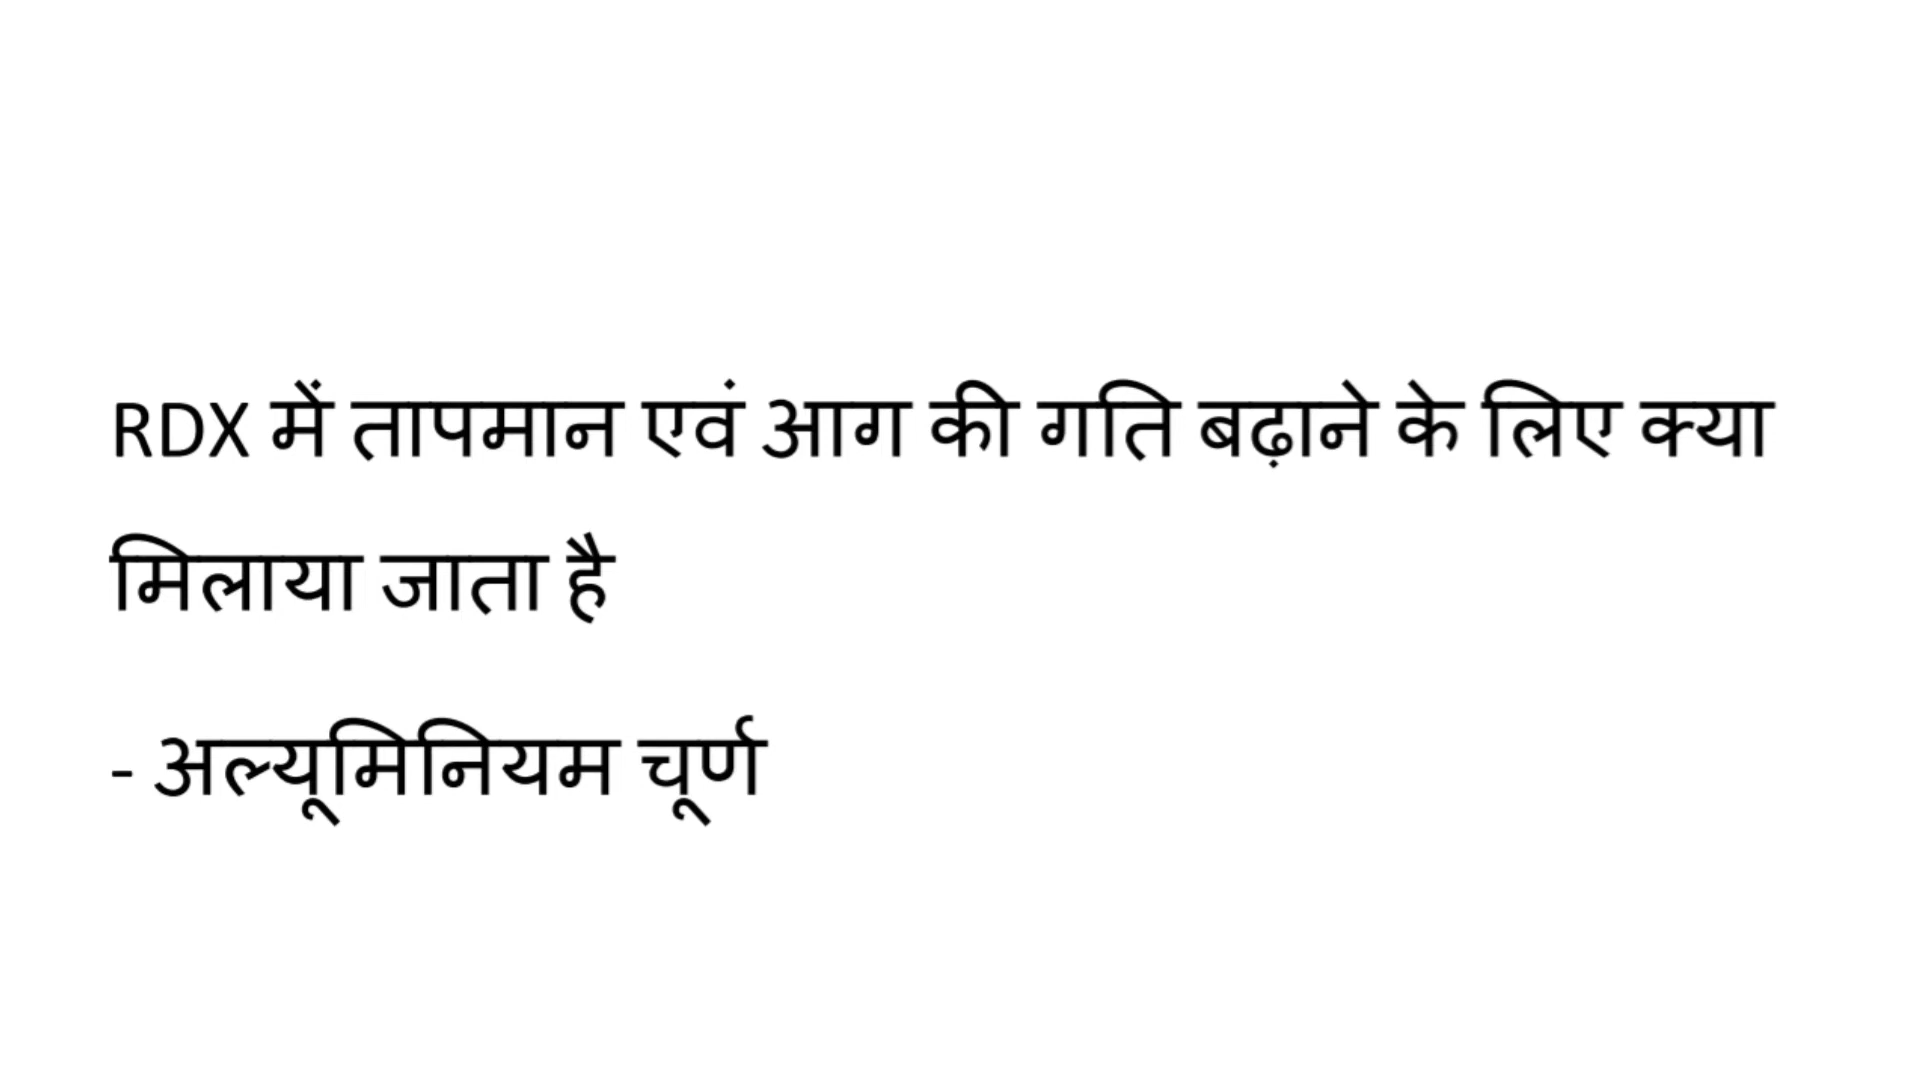 RDX में तापमान एवं आग की गति बढ़ाने के लिए क्या
मिलाया जाता है
- अल्यूमिनियम चूर्ण